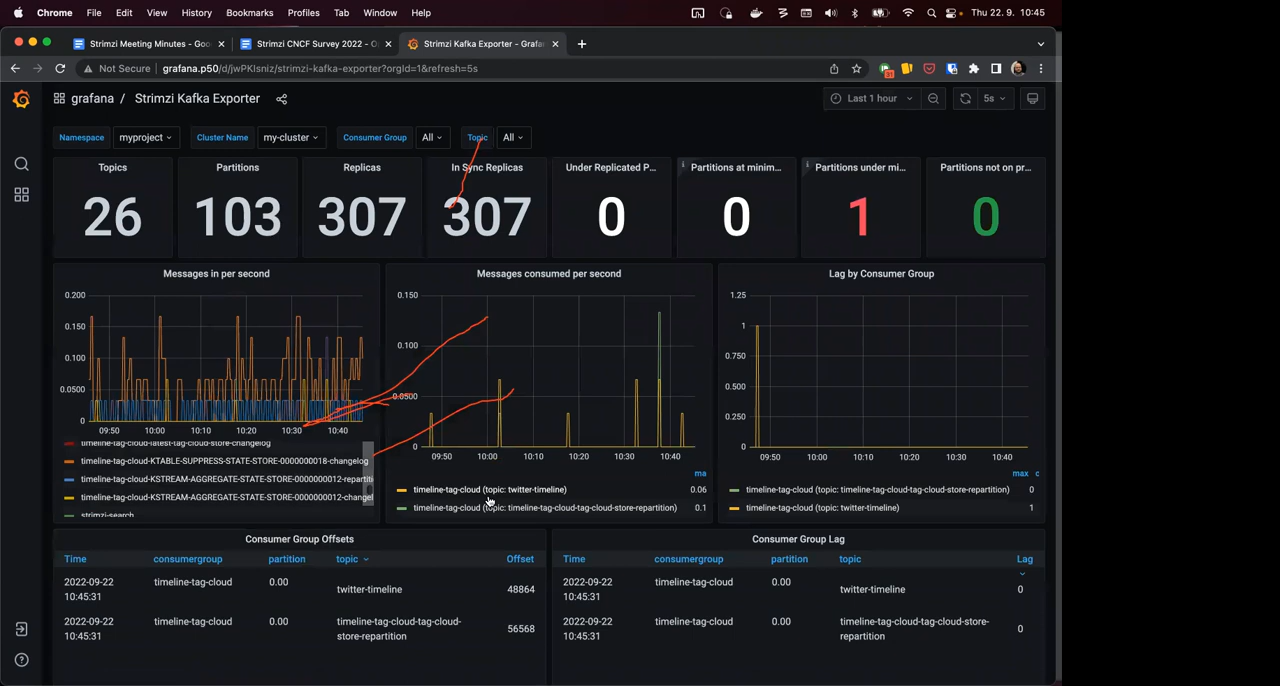 Chrome File Edit View History Bookmarks Profiles Tab Window Help Thu 22. 9. 10:45
Strimzi Meeting Minutes - Goo Strimzi CNCF Survey 2022 - O Strimzi Kafka Exporter - Grafa
Not Secure grafana.p50/d/jwPKIsniz/strimzi-kafka-exporter?orgId=1&refresh=5s 31
grafana / Strimzi Kafka Exporter Last 1 hour 5s
Namespace myproject Cluster Name my-cluster Consumer Group All Topic All
Topics Partitions Replicas In Sync Replicas Under Replicated P... Partitions at minim... Partitions under mi... Partitions not on pr...
26 103 307 307 0 0 1 0
Messages in per second
0.200
0.150
0.100
0.0500
0
09:50 10:00 10:10 10:20 10:30 10:40
timeline-tag-cloud-latest-tag-cloud-store-changelog
timeline-tag-cloud-KTABLE-SUPPRESS-STATE-STORE-0000000018-changelog
timeline-tag-cloud-KSTREAM-AGGREGATE-STATE-STORE-0000000012-repartiti
timeline-tag-cloud-KSTREAM-AGGREGATE-STATE-STORE-0000000012-change
strimzi-search
Messages consumed per second
0.150
0.100
0.0500
0
09:50 10:00 10:10 10:20 10:30 10:40
ma
timeline-tag-cloud (topic: twitter-timeline) 0.06
timeline-tag-cloud (topic: timeline-tag-cloud-tag-cloud-store-repartition) 0.1
Lag by Consumer Group
1.25
1
0.750
0.500
0.250
0
09:50 10:00 10:10 10:20 10:30 10:40
max c
timeline-tag-cloud (topic: timeline-tag-cloud-tag-cloud-store-repartition) 0
timeline-tag-cloud (topic: twitter-timeline) 1
Consumer Group Offsets
Time consumergroup partition topic Offset
2022-09-22 10:45:31 timeline-tag-cloud 0.00 twitter-timeline 48864
2022-09-22 10:45:31 timeline-tag-cloud 0.00 timeline-tag-cloud-tag-cloud-store-repartition 56568
Consumer Group Lag
Time consumergroup partition topic Lag
2022-09-22 10:45:31 timeline-tag-cloud 0.00 twitter-timeline 0
2022-09-22 10:45:31 timeline-tag-cloud 0.00 timeline-tag-cloud-tag-cloud-store-repartition 0